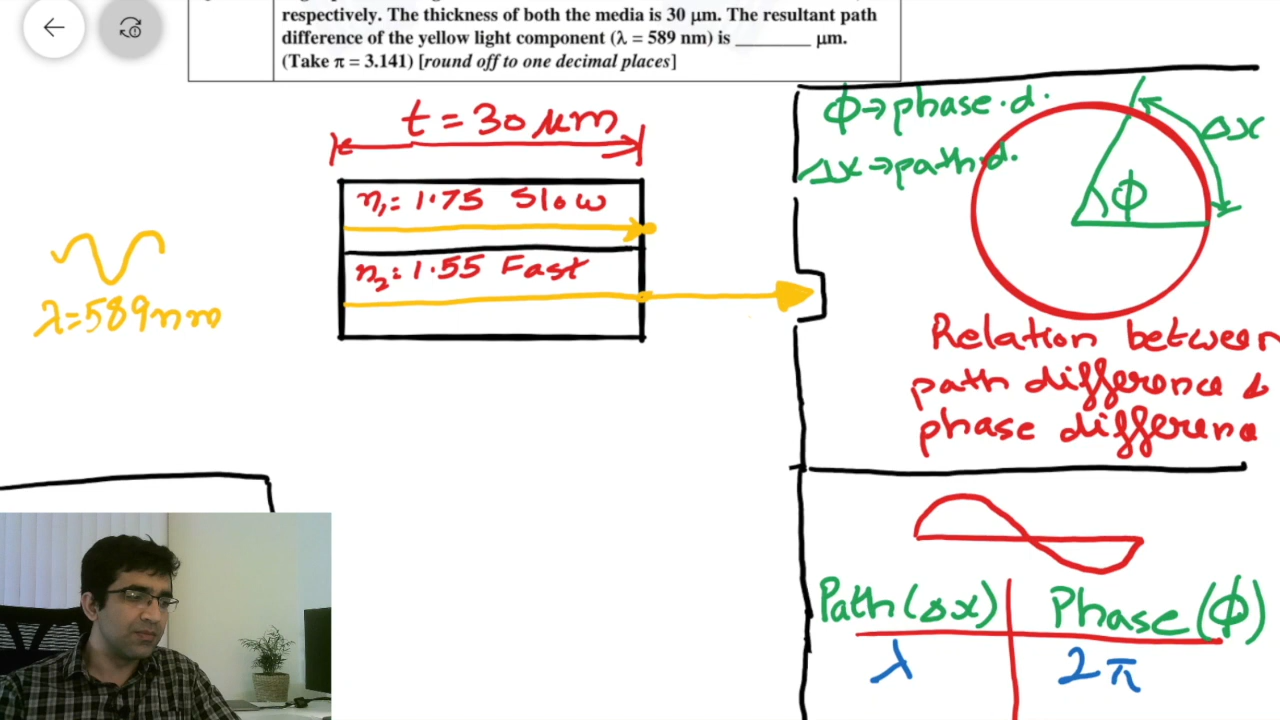 respectively. The thickness of both the media is 30 μm. The resultant path
difference of the yellow light component (λ = 589 nm) is ________ μm.
(Take π = 3.141) [round off to one decimal places]
t = 30 μm
n₁ = 1.75 Slow
n₂ = 1.55 Fast
λ = 589 nm
ϕ → phase.d.
Δx → path.d.
Δx
ϕ
Relation between
path difference &
phase differenc
Path (Δx) Phase (ϕ)
λ 2π